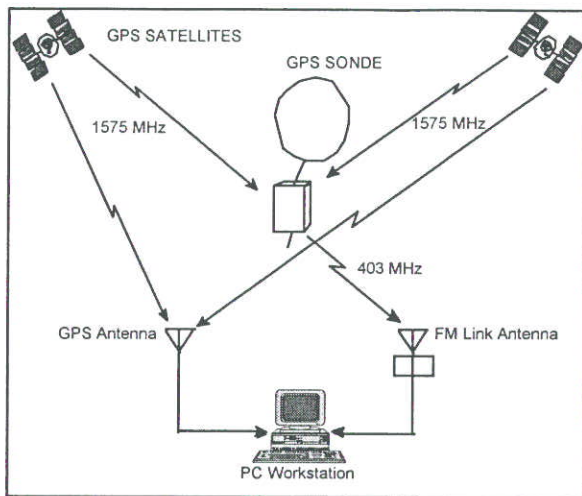 GPS SATELLITES
GPS SONDE
1575 MHz
1575 MHz
403 MHz
GPS Antenna
FM Link Antenna
PC Workstation